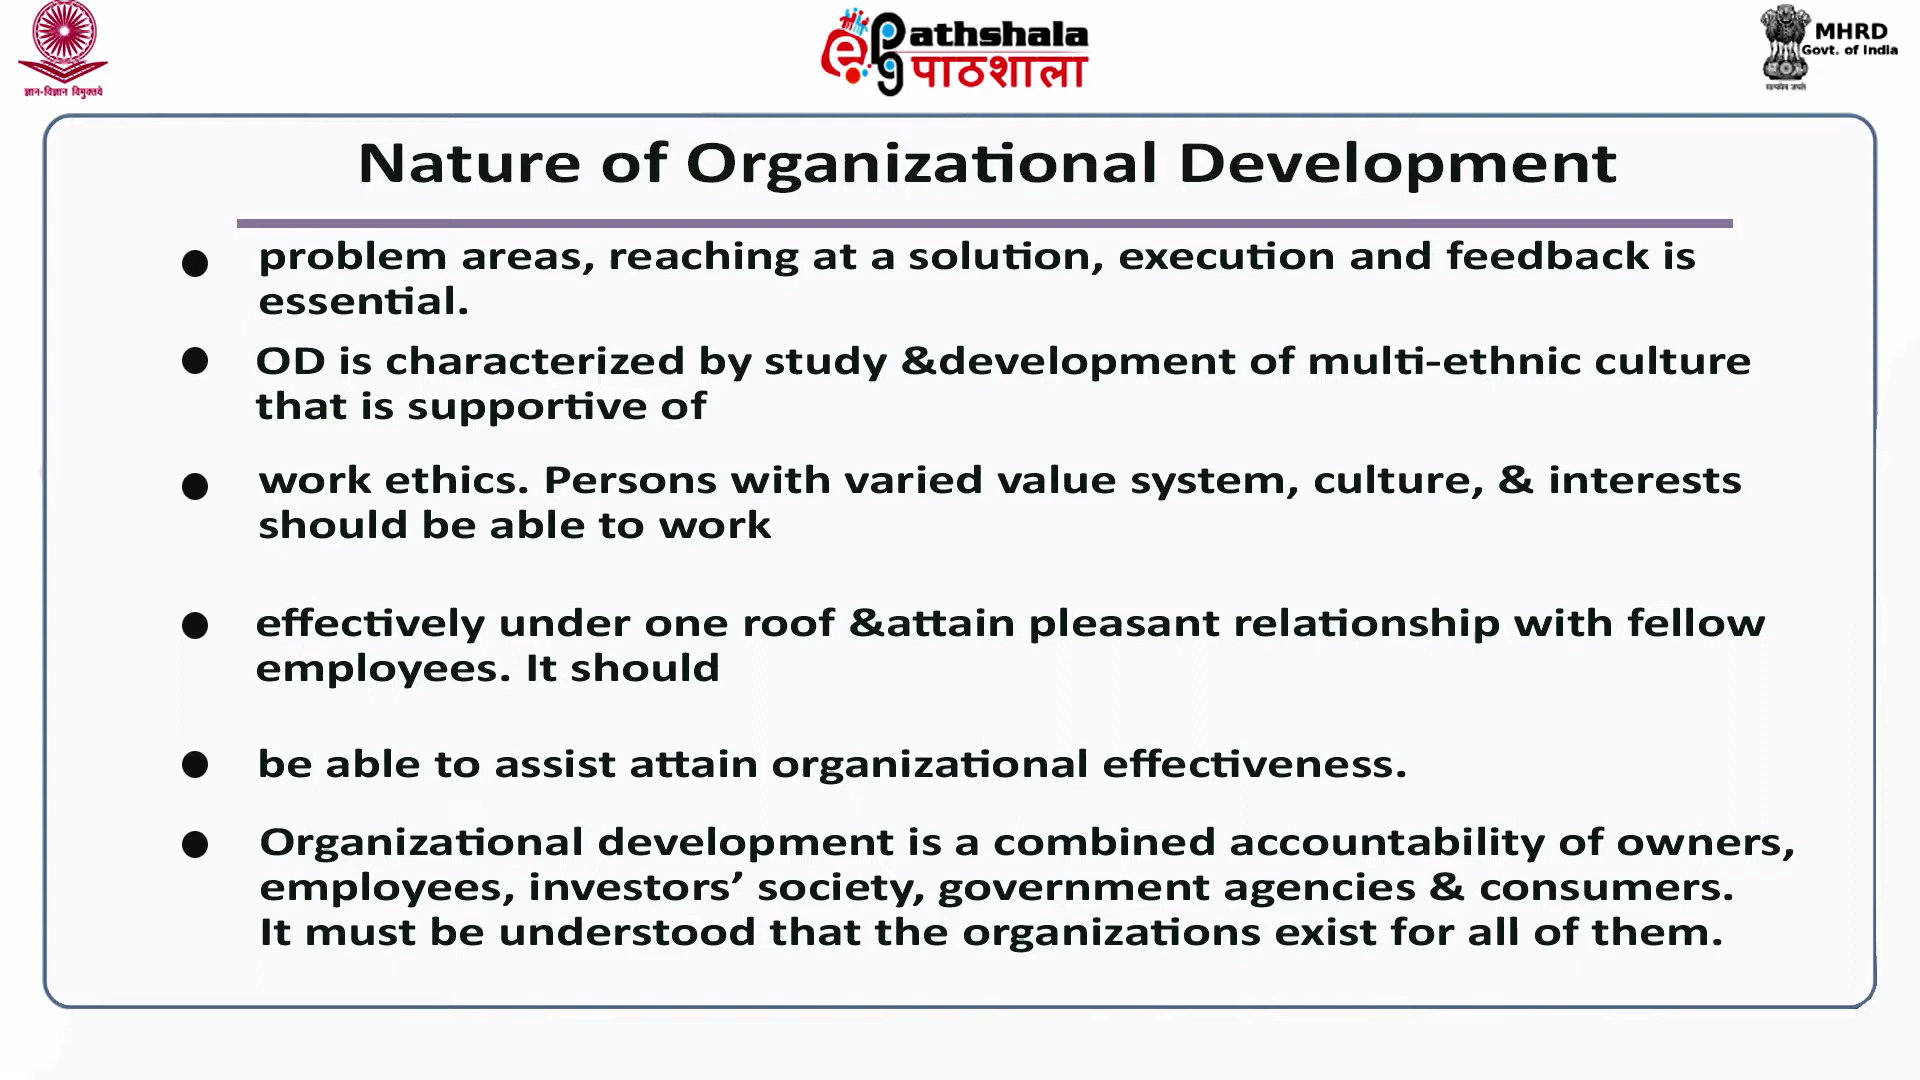 ज्ञान-विज्ञान विमुक्तये
ePathshala
पाठशाला
MHRD
Govt. of India
सत्यमेव जयते
Nature of Organizational Development
● problem areas, reaching at a solution, execution and feedback is
essential.
● OD is characterized by study &development of multi-ethnic culture
that is supportive of
● work ethics. Persons with varied value system, culture, & interests
should be able to work
● effectively under one roof &attain pleasant relationship with fellow
employees. It should
● be able to assist attain organizational effectiveness.
● Organizational development is a combined accountability of owners,
employees, investors’ society, government agencies & consumers.
It must be understood that the organizations exist for all of them.